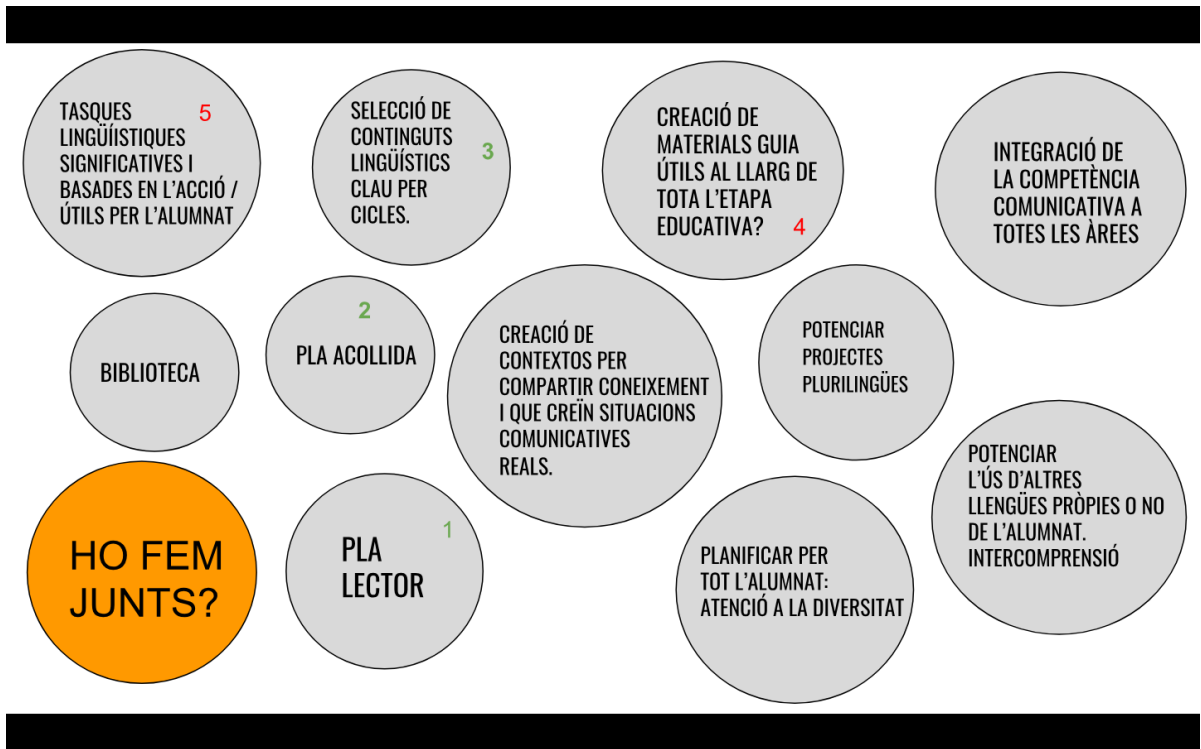 TASQUES
LINGÜÍISTIQUES
SIGNIFICATIVES I
BASADES EN L'ACCIÓ /
ÚTILS PER L'ALUMNAT
5
SELECCIÓ DE
CONTINGUTS
LINGÜÍSTICS
CLAU PER
CICLES.
3
CREACIÓ DE
MATERIALS GUIA
ÚTILS AL LLARG DE
TOTA L'ETAPA
EDUCATIVA?
4
INTEGRACIÓ DE
LA COMPETÈNCIA
COMUNICATIVA A
TOTES LES ÀREES
BIBLIOTECA
2
PLA ACOLLIDA
CREACIÓ DE
CONTEXTOS PER
COMPARTIR CONEIXEMENT
I QUE CREÏN SITUACIONS
COMUNICATIVES
REALS.
POTENCIAR
PROJECTES
PLURILINGÜES
HO FEM
JUNTS?
1
PLA
LECTOR
PLANIFICAR PER
TOT L'ALUMNAT:
ATENCIÓ A LA DIVERSITAT
POTENCIAR
L'ÚS D'ALTRES
LLENGÜES PRÒPIES O NO
DE L'ALUMNAT.
INTERCOMPRENSIÓ